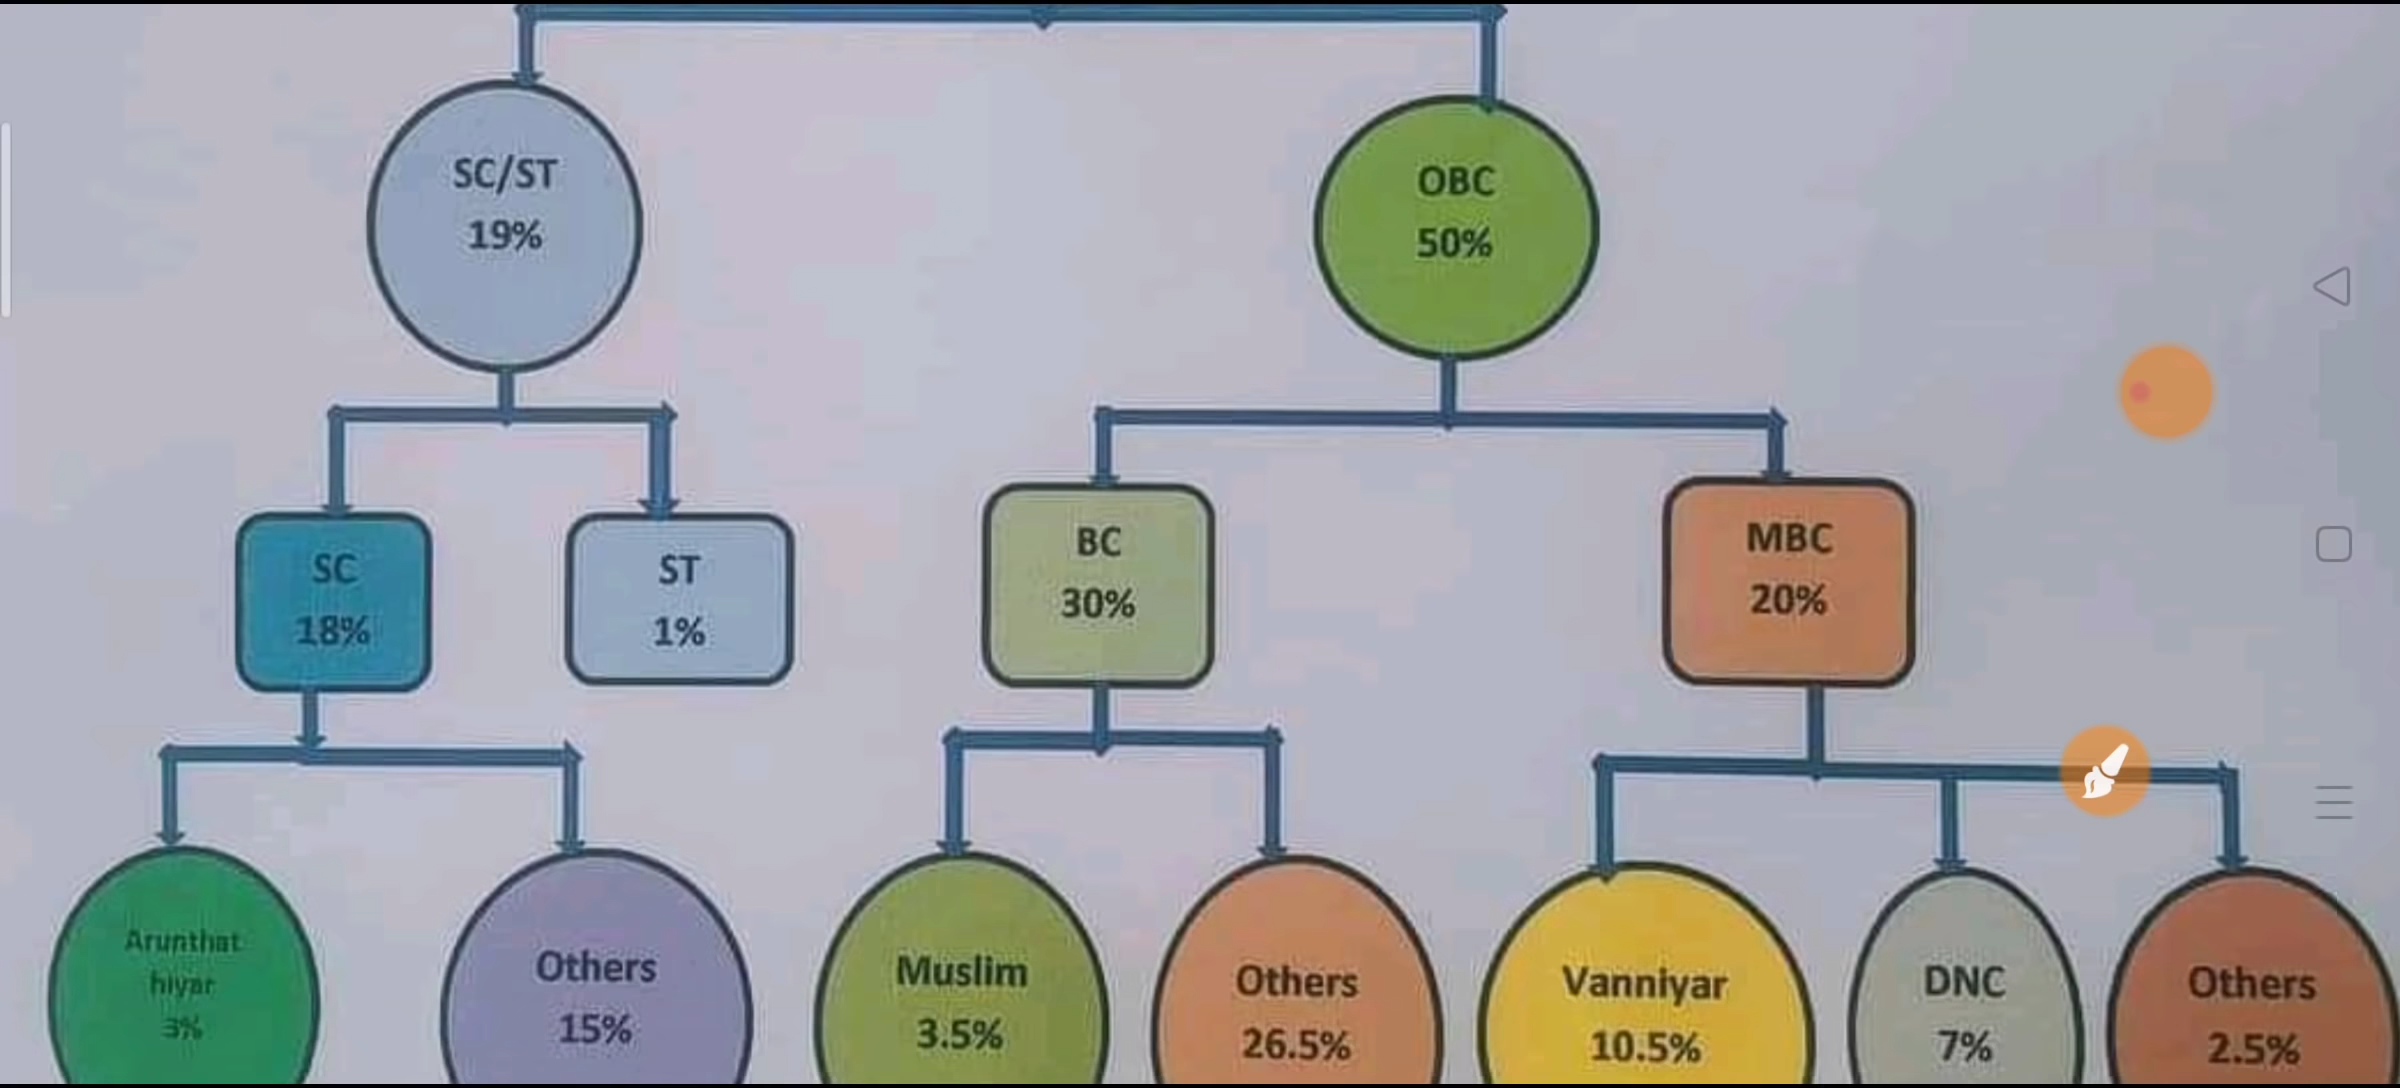 SC/ST
19%
OBC
50%
SC
18%
ST
1%
BC
30%
MBC
20%
Arunthat
hiyar
3%
Others
15%
Muslim
3.5%
Others
26.5%
Vanniyar
10.5%
DNC
7%
Others
2.5%